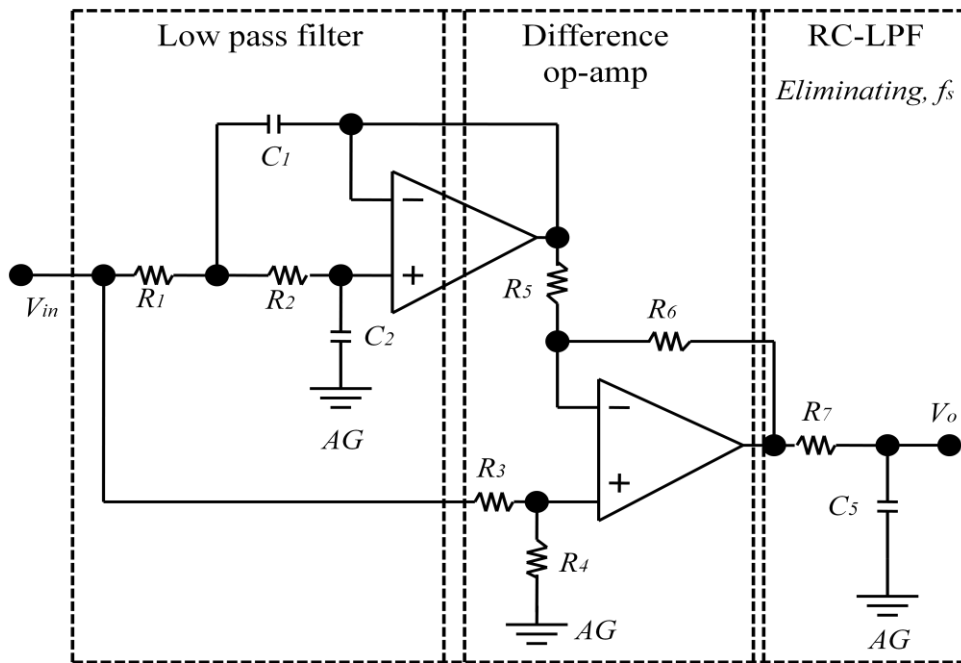 Low pass filter
Difference
op-amp
RC-LPF
Eliminating, fs
C1
R1
R2
Vin
C2
AG
R5
R6
R3
R4
AG
R7
Vo
C5
AG
−
+
−
+